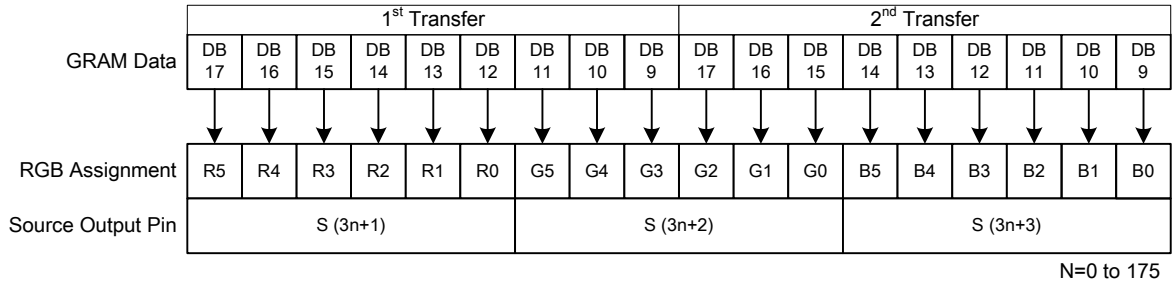 1st Transfer 2nd Transfer
GRAM Data DB 17 DB 16 DB 15 DB 14 DB 13 DB 12 DB 11 DB 10 DB 9 DB 17 DB 16 DB 15 DB 14 DB 13 DB 12 DB 11 DB 10 DB 9
RGB Assignment R5 R4 R3 R2 R1 R0 G5 G4 G3 G2 G1 G0 B5 B4 B3 B2 B1 B0
Source Output Pin S (3n+1) S (3n+2) S (3n+3)
N=0 to 175